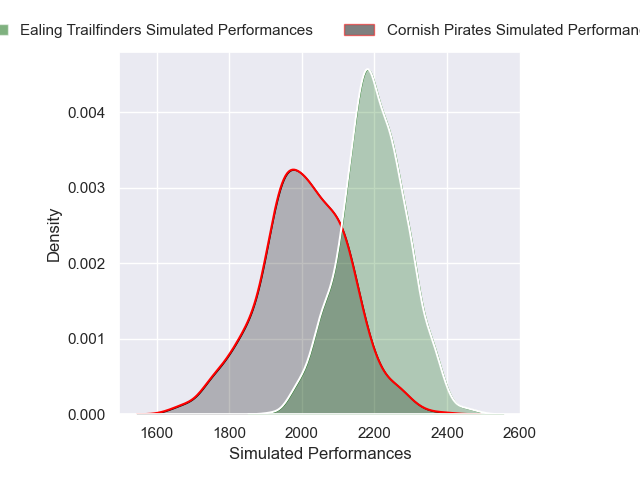 Ealing Trailfinders Simulated Performances
Cornish Pirates Simulated
0.004
0.003
0.002
0.001
0.000
Density
1600 1800 2000 2200 2400 2600
Simulated Performances